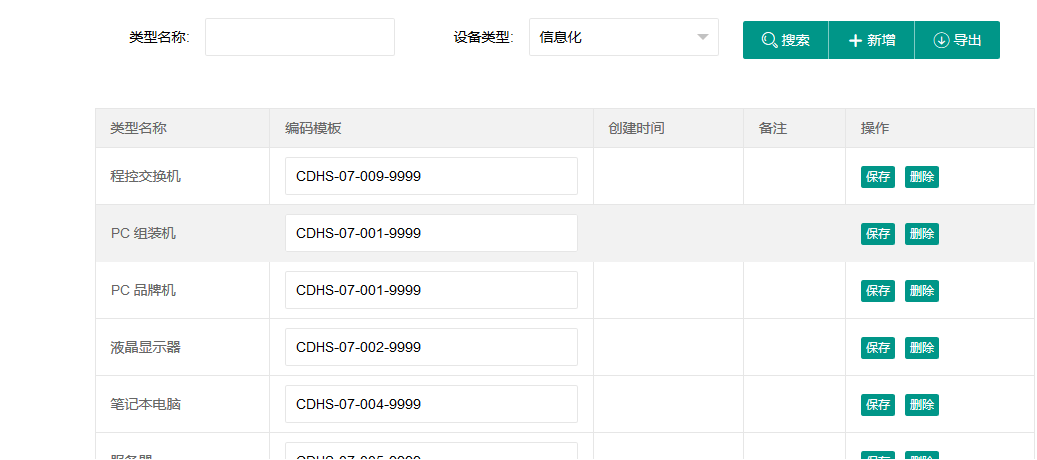 类型名称: 设备类型: 信息化 搜索 新增 导出
类型名称 编码模板 创建时间 备注 操作
程控交换机 CDHS-07-009-9999 保存 删除
PC 组装机 CDHS-07-001-9999 保存 删除
PC 品牌机 CDHS-07-001-9999 保存 删除
液晶显示器 CDHS-07-002-9999 保存 删除
笔记本电脑 CDHS-07-004-9999 保存 删除